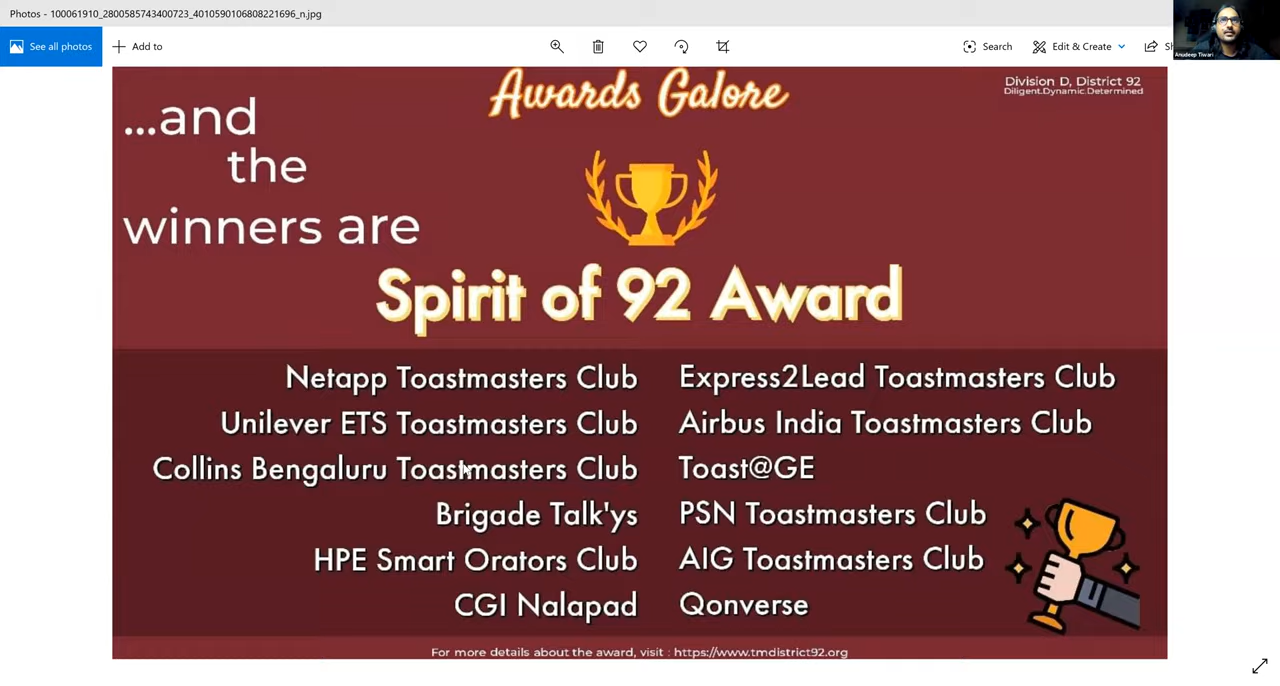 Photos - 100061910_2800585743400723_4010590106808221696_n.jpg
See all photos
Add to
Search
Edit & Create
Anudeep Tiwari
Awards Galore
Division D, District 92
Diligent.Dynamic.Determined
...and
the
winners are
Spirit of 92 Award
Netapp Toastmasters Club
Unilever ETS Toastmasters Club
Collins Bengaluru Toastmasters Club
Brigade Talk'ys
HPE Smart Orators Club
CGI Nalapad
Express2Lead Toastmasters Club
Airbus India Toastmasters Club
Toast@GE
PSN Toastmasters Club
AIG Toastmasters Club
Qonverse
For more details about the award, visit : https://www.tmdistrict92.org